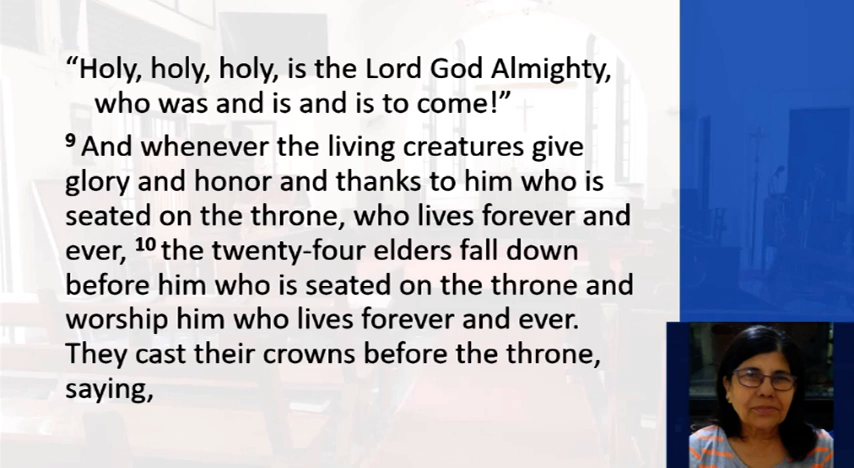 “Holy, holy, holy, is the Lord God Almighty,
who was and is and is to come!”
⁹ And whenever the living creatures give
glory and honor and thanks to him who is
seated on the throne, who lives forever and
ever, ¹⁰ the twenty-four elders fall down
before him who is seated on the throne and
worship him who lives forever and ever.
They cast their crowns before the throne,
saying,